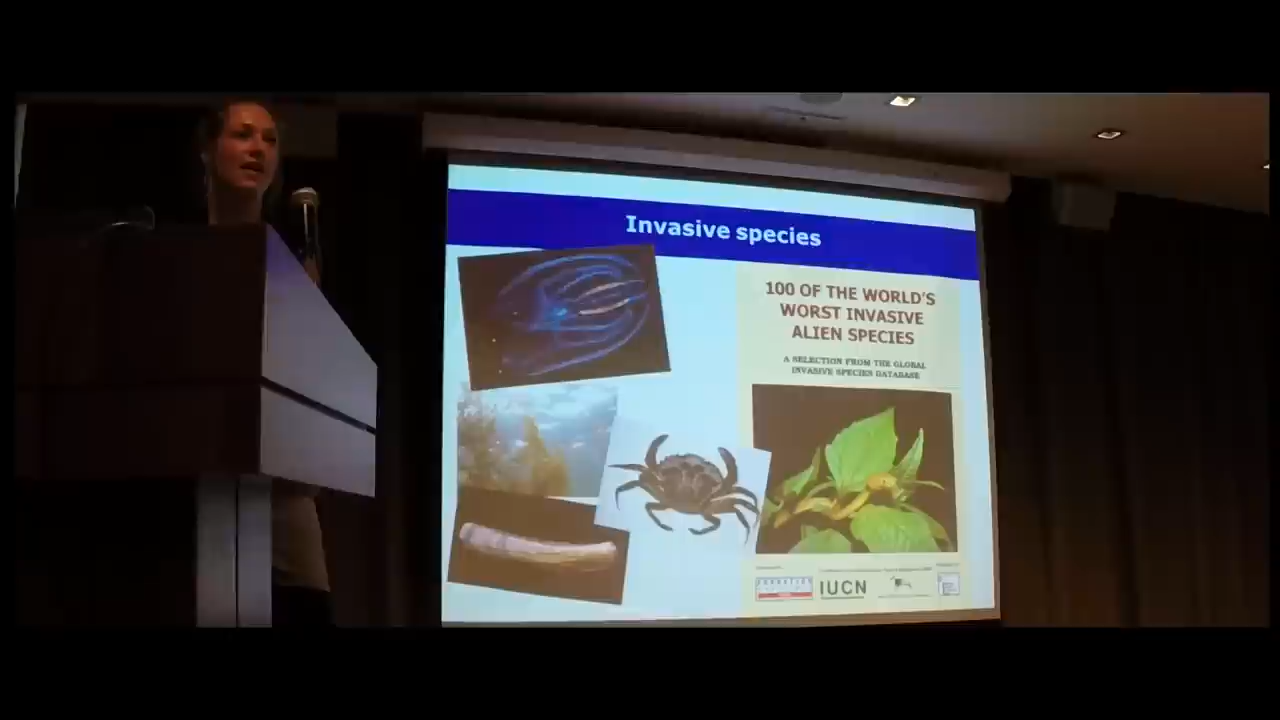 Invasive species
100 OF THE WORLD'S
WORST INVASIVE
ALIEN SPECIES
A SELECTION FROM THE GLOBAL
INVASIVE SPECIES DATABASE
IUCN